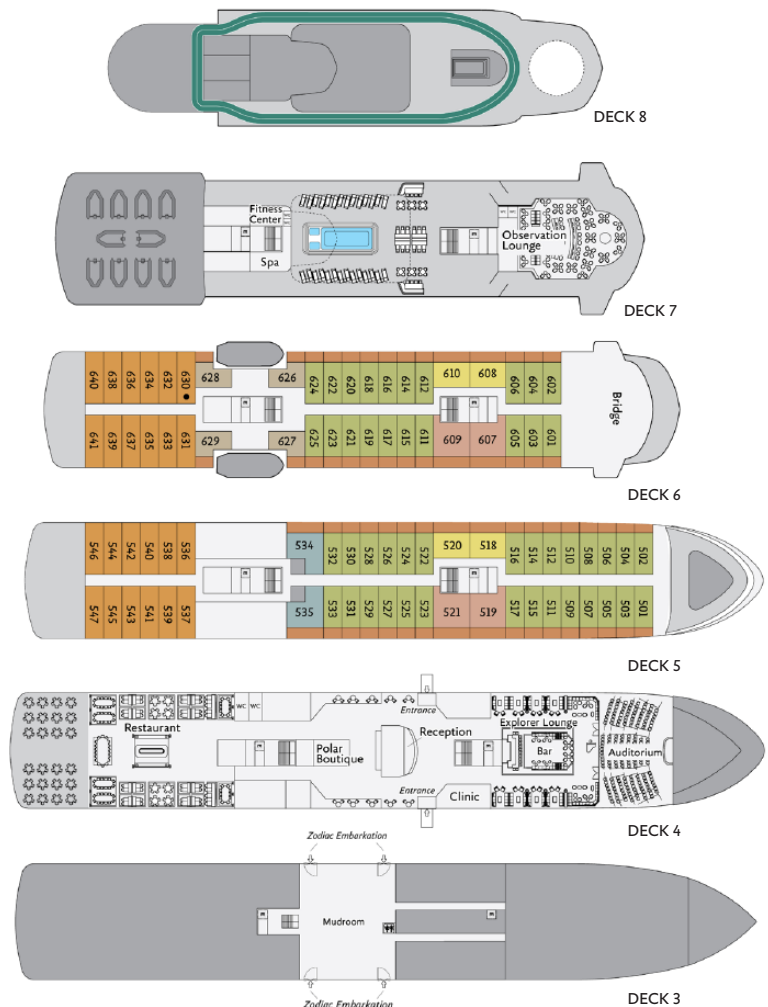 DECK 8
Fitness
Center
Spa
Observation
Lounge
DECK 7
640 638 636 634 632 630 628 626 624 622 620 618 616 614 612 610 608 606 604 602
Bridge
641 639 637 635 633 631 629 627 625 623 621 619 617 615 611 609 607 605 603 601
DECK 6
546 544 542 540 538 536 534 532 530 528 526 524 522 520 518 516 514 512 510 508 506 504 502
547 545 543 541 539 537 535 533 531 529 527 525 523 521 519 517 515 511 509 507 505 503 501
DECK 5
WC WC
Entrance
Restaurant
Reception
Explorer Lounge
Polar
Boutique
Bar
Auditorium
Entrance
Clinic
DECK 4
Zodiac Embarkation
Mudroom
Zodiac Embarkation
DECK 3